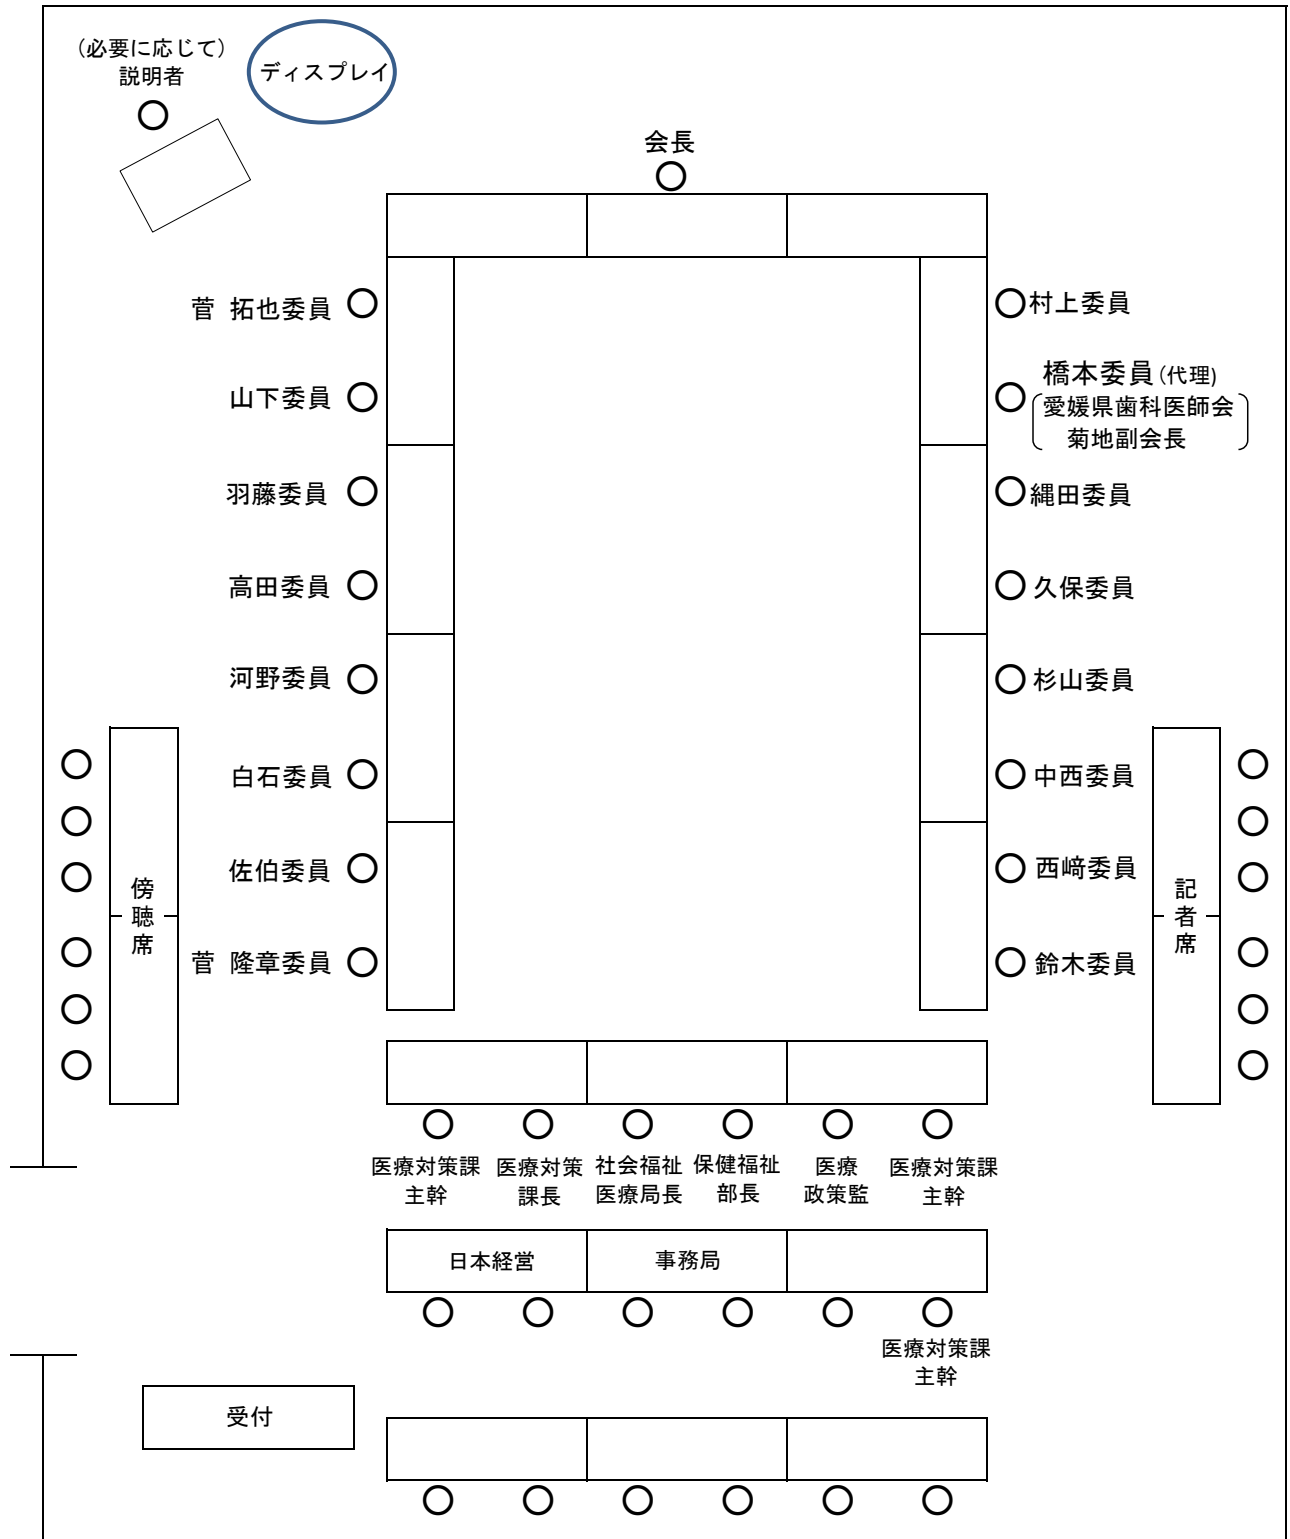 （必要に応じて）
説明者
ディスプレイ
会長
菅 拓也委員
村上委員
山下委員
橋本委員（代理)
愛媛県歯科医師会
菊地副会長
羽藤委員
縄田委員
高田委員
久保委員
河野委員
杉山委員
白石委員
中西委員
佐伯委員
西﨑委員
菅 隆章委員
鈴木委員
傍聴席
記者席
医療対策課
主幹
医療対策
課長
社会福祉
医療局長
保健福祉
部長
医療
政策監
医療対策課
主幹
日本経営
事務局
医療対策課
主幹
受付